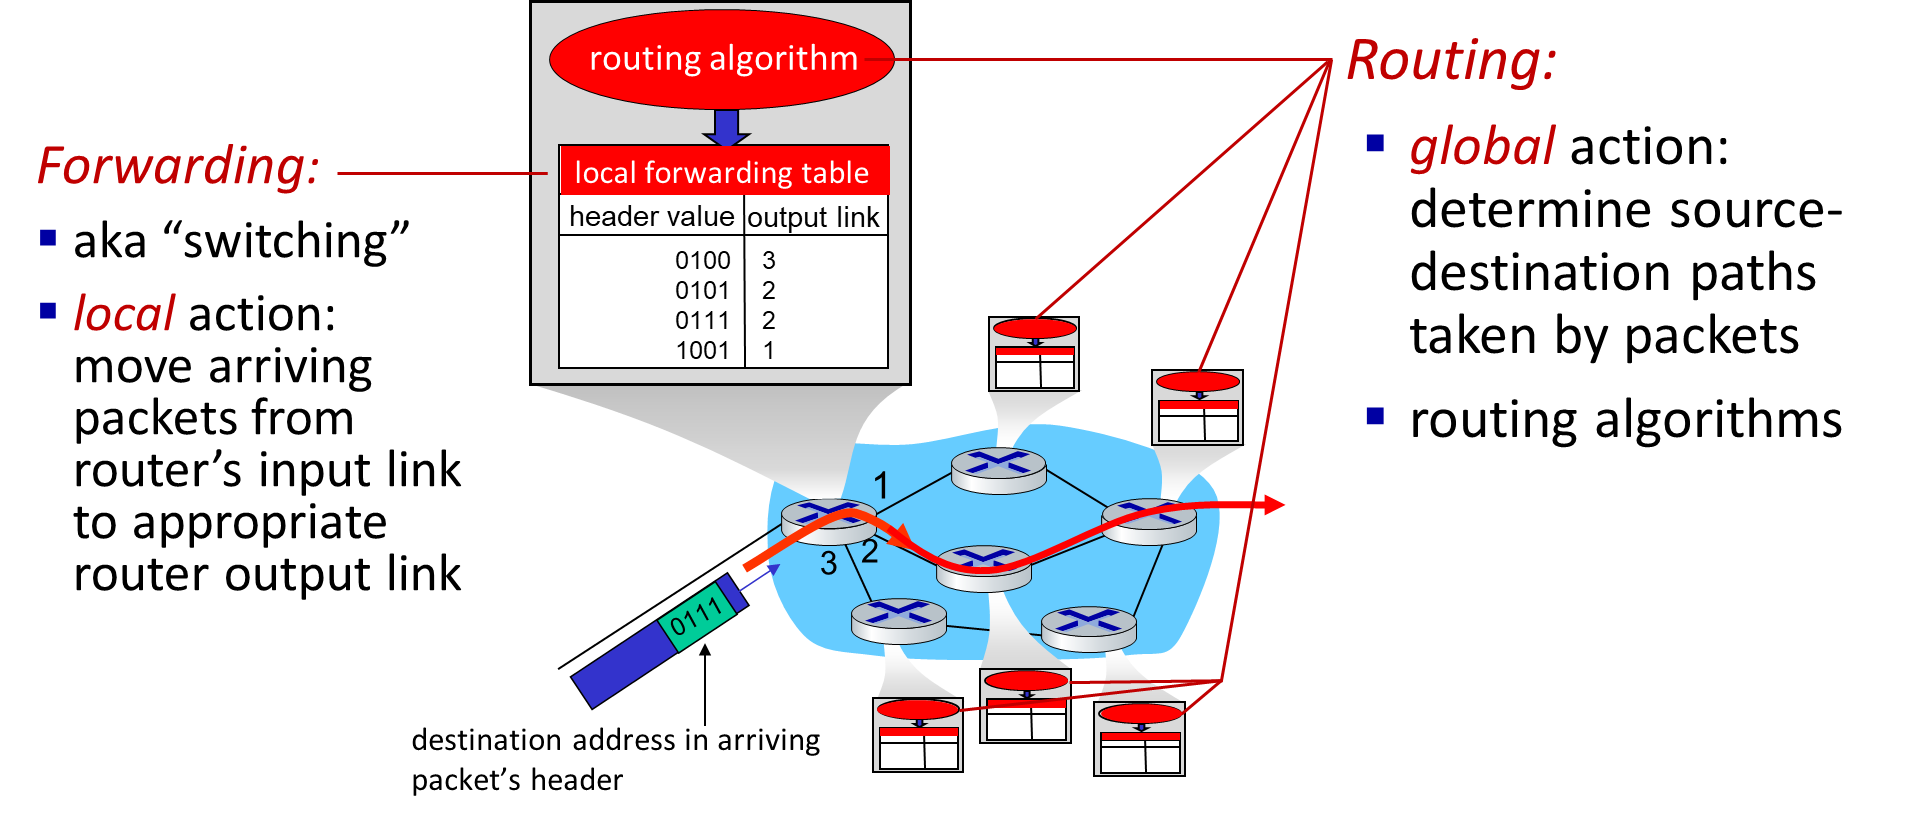 routing algorithm
local forwarding table
header value output link
0100 3
0101 2
0111 2
1001 1
Forwarding:
aka “switching”
local action:
move arriving
packets from
router’s input link
to appropriate
router output link
Routing:
global action:
determine source-
destination paths
taken by packets
routing algorithms
1
2
3
0111
destination address in arriving
packet’s header